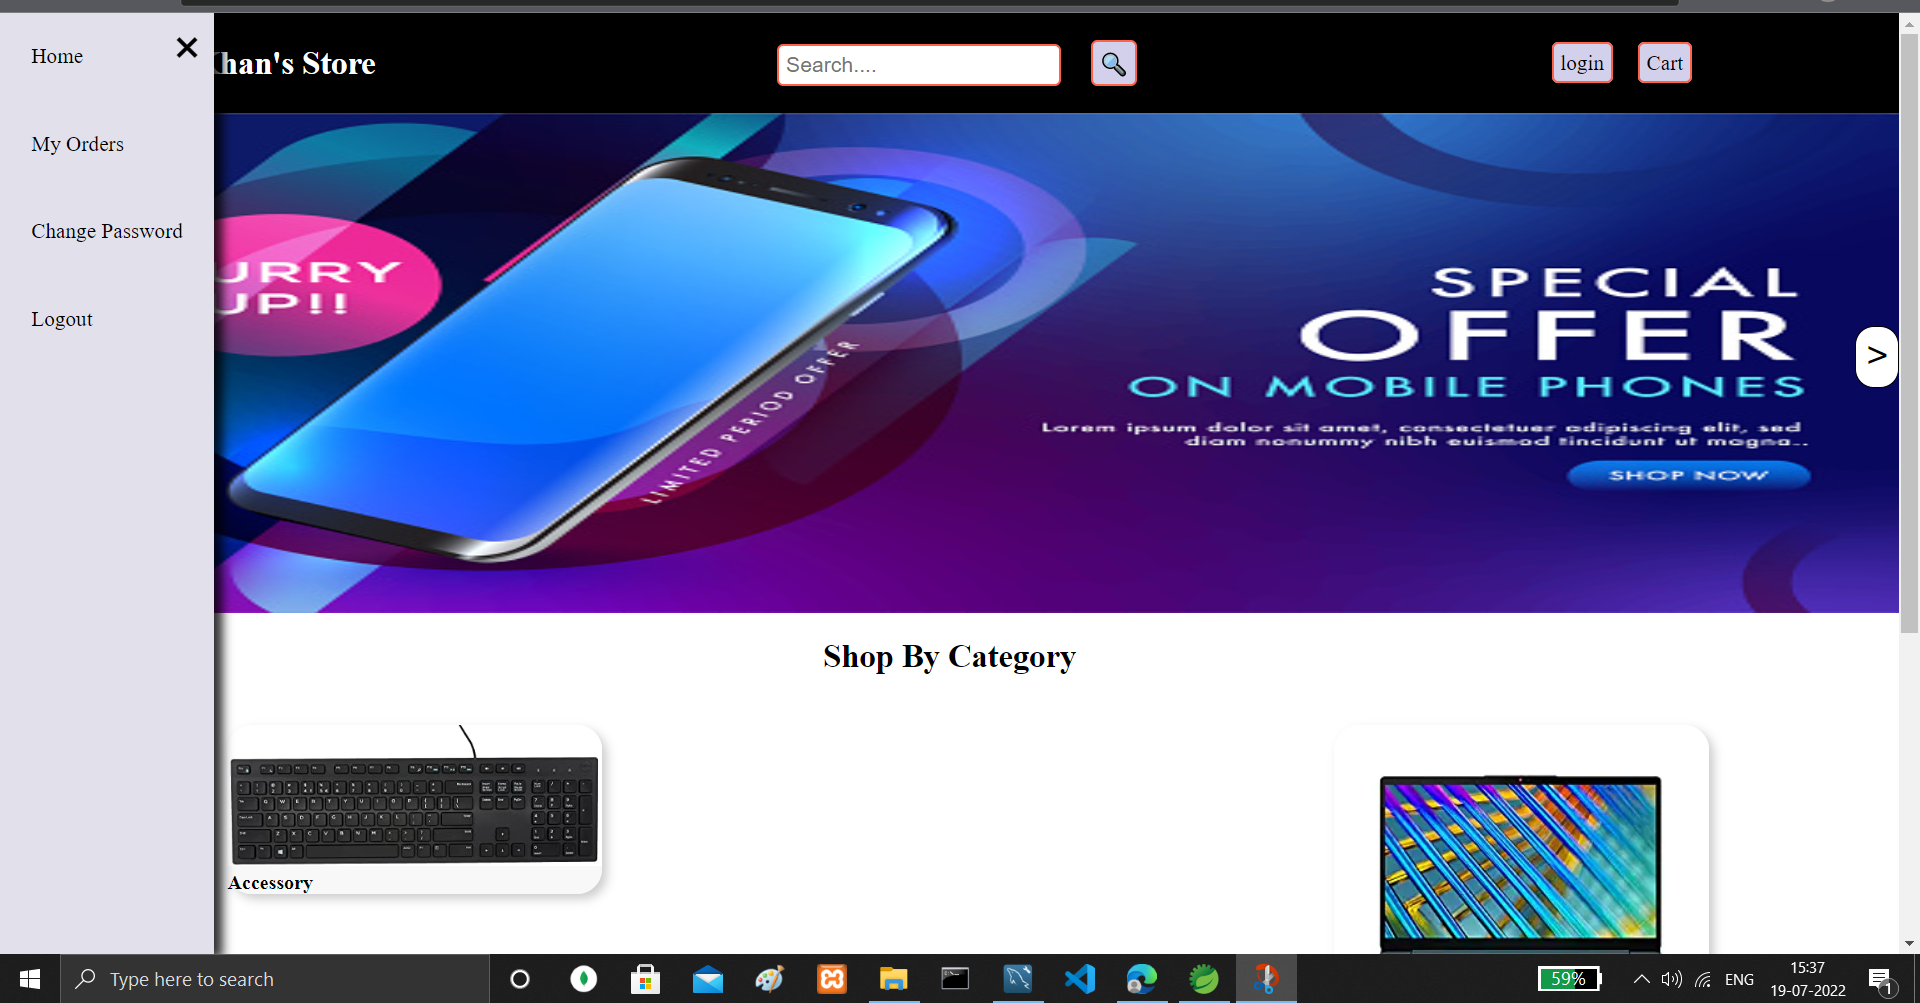 Home
✕
Khan's Store
Search....
login
Cart
My Orders
Change Password
Logout
URRY
UP!!
LIMITED PERIOD OFFER
SPECIAL
OFFER
ON MOBILE PHONES
Lorem ipsum dolor sit amet, consectetuer adipiscing elit, sed
diam nonummy nibh euismod tincidunt ut magna..
SHOP NOW
>
Shop By Category
Accessory
Type here to search
59%
ENG
15:37
19-07-2022
1